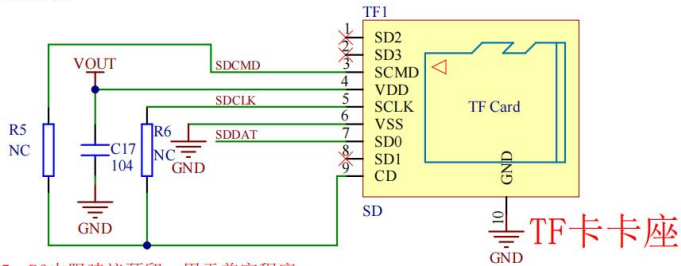 TF1
1
SD2
2
SD3
VOUT
SDCMD
3
SCMD
4
VDD
SDCLK
5
SCLK
TF Card
R5
NC
R6
NC
C17
104
6
VSS
SDDAT
7
SD0
GND
8
SD1
9
CD
GND
GND
SD
10
TF卡卡座
GND